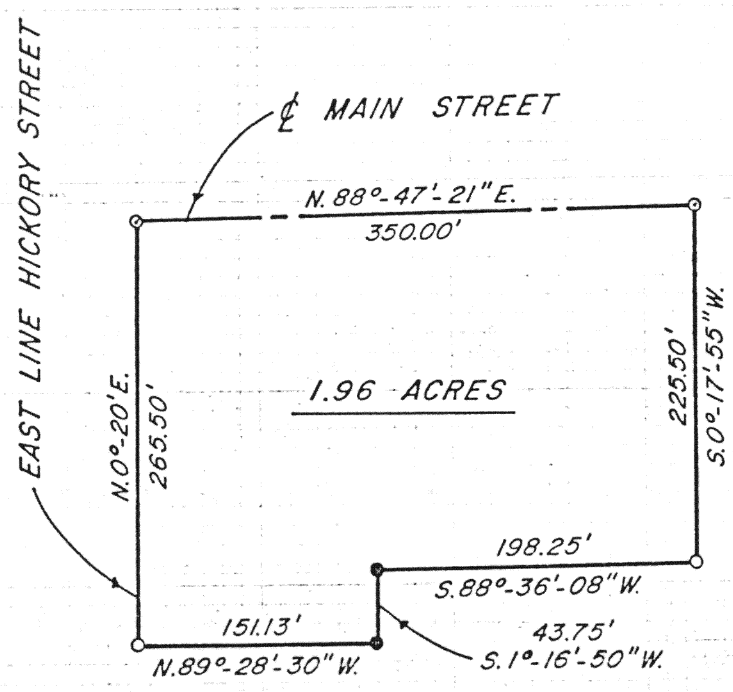 EAST LINE HICKORY STREET
℄ MAIN STREET
N. 88°-47'-21" E.
350.00'
N. 0°-20' E.
265.50'
1.96 ACRES
225.50'
S. 0°-17'-55" W.
198.25'
S. 88°-36'-08" W.
151.13'
N. 89°-28'-30" W.
43.75'
S. 1°-16'-50" W.